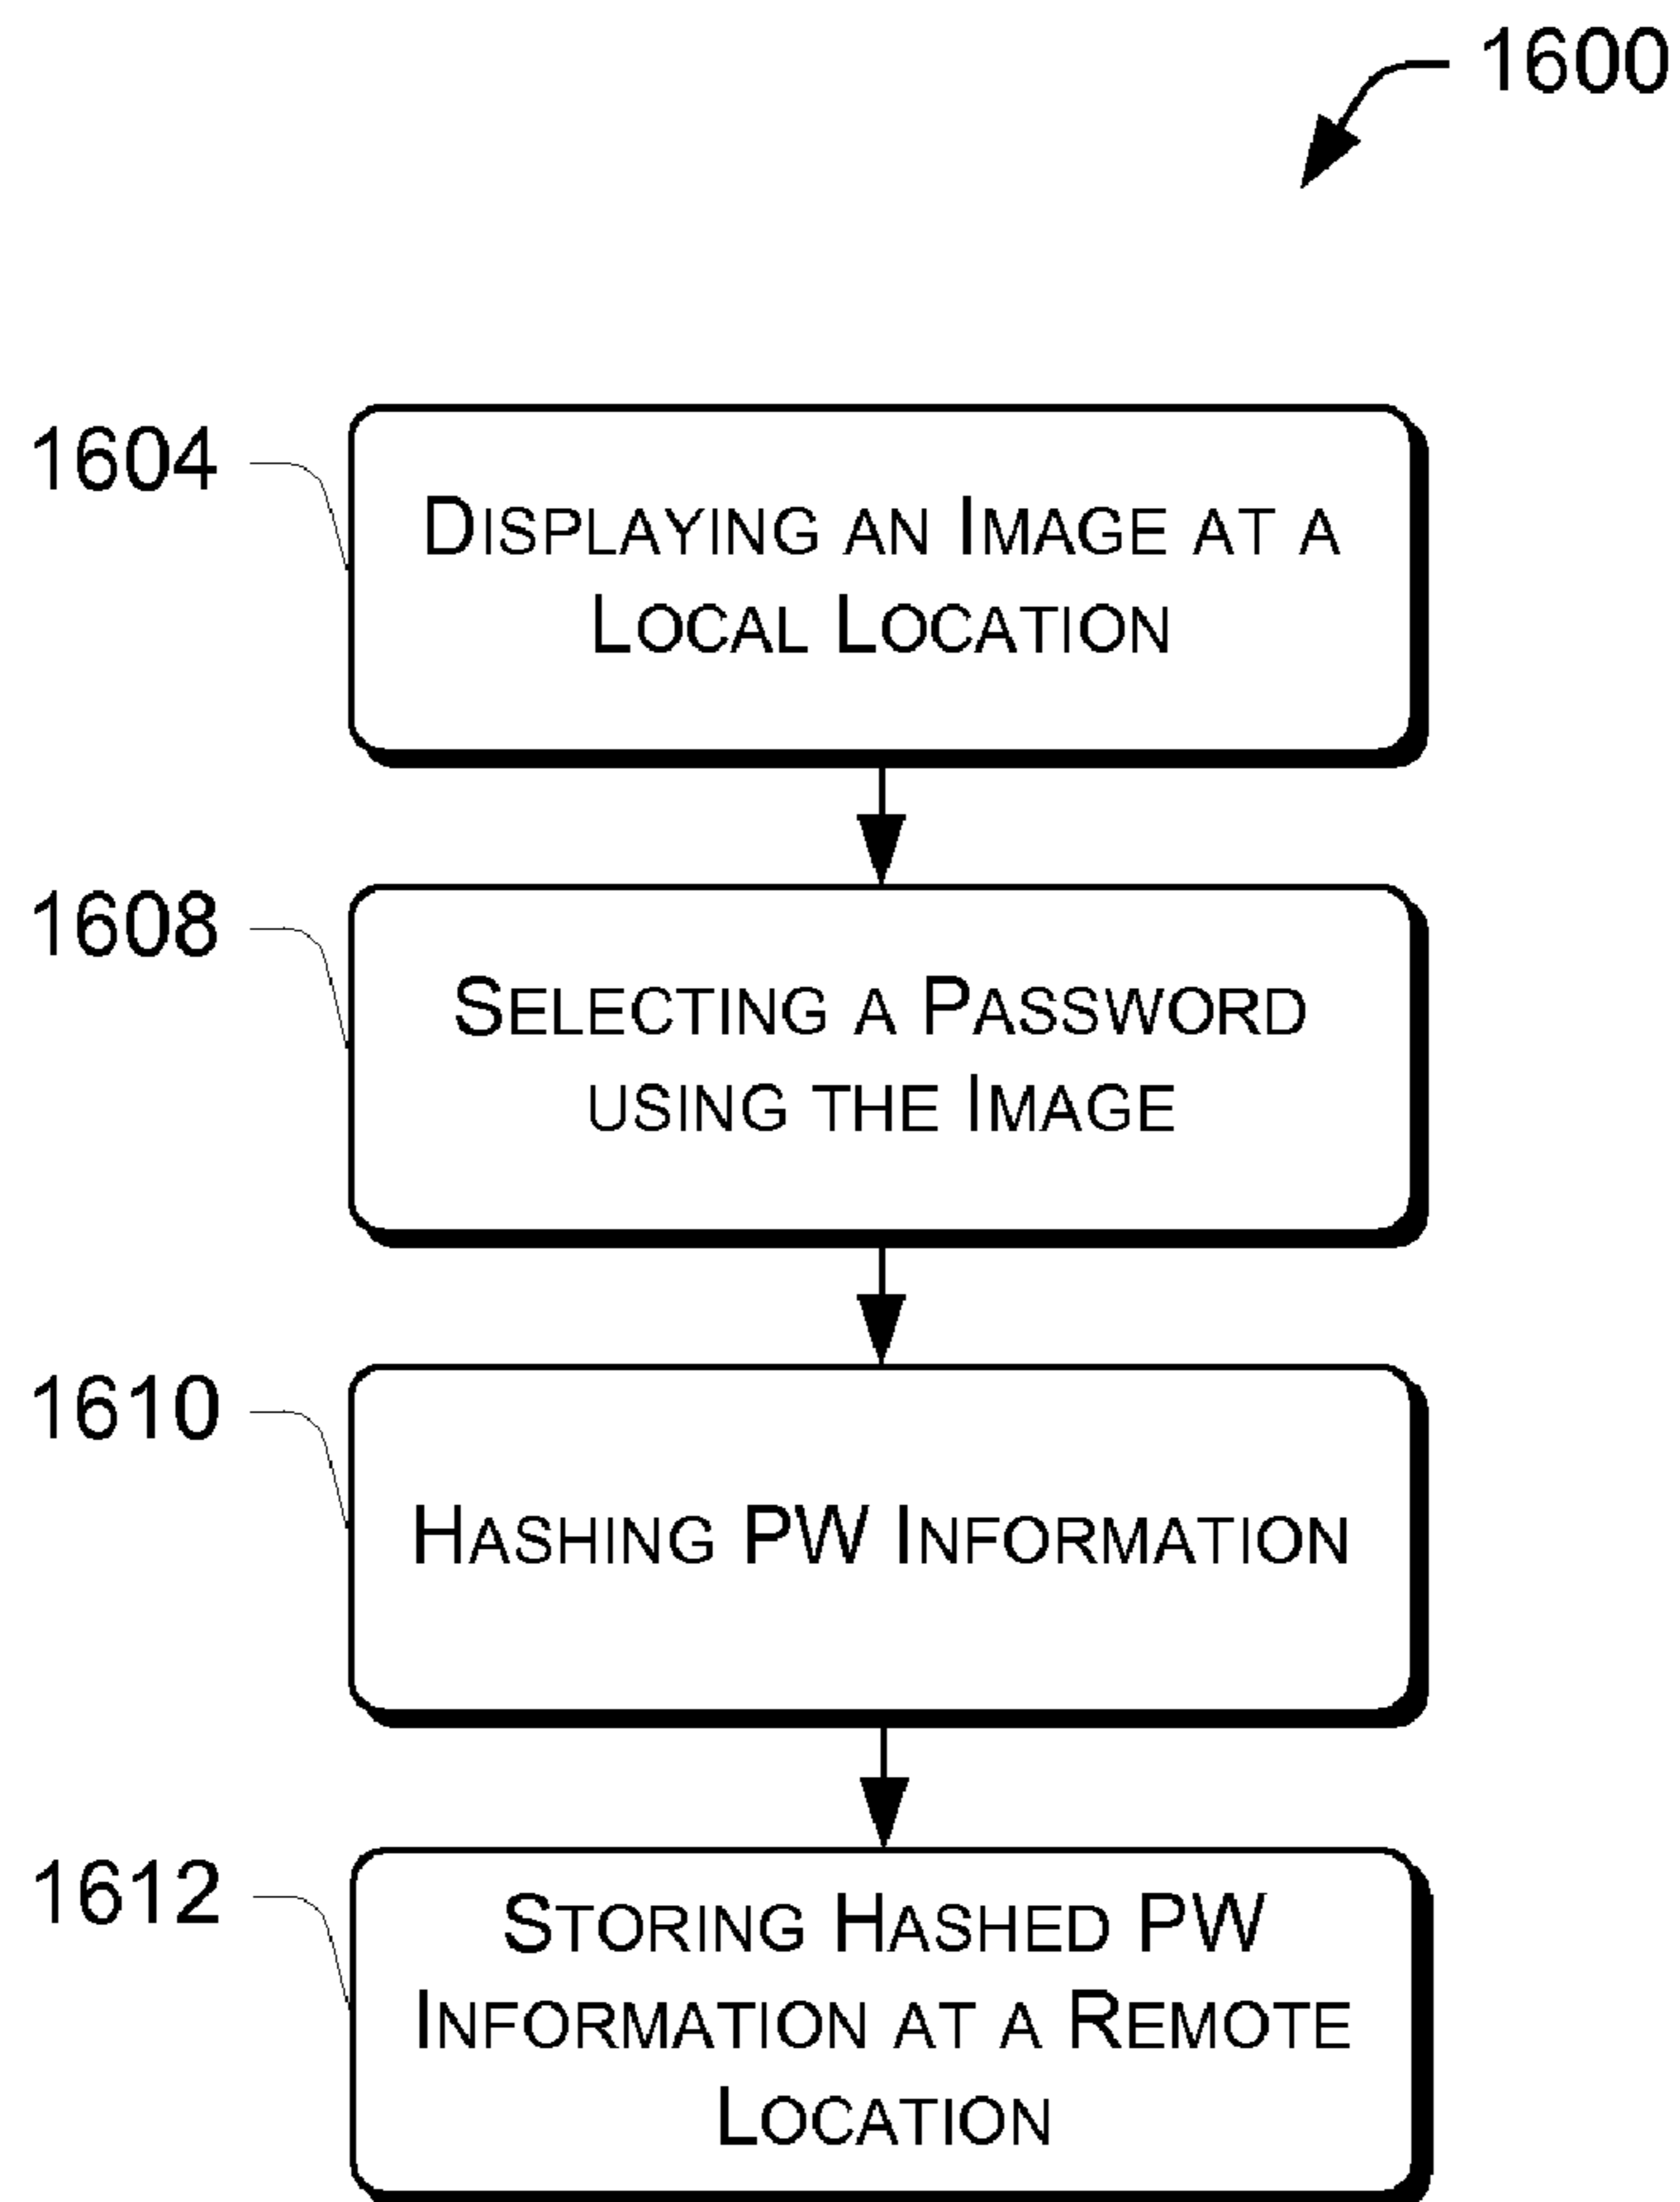 1600
1604
DISPLAYING AN IMAGE AT A
LOCAL LOCATION
1608
SELECTING A PASSWORD
USING THE IMAGE
1610
HASHING PW INFORMATION
1612
STORING HASHED PW
INFORMATION AT A REMOTE
LOCATION